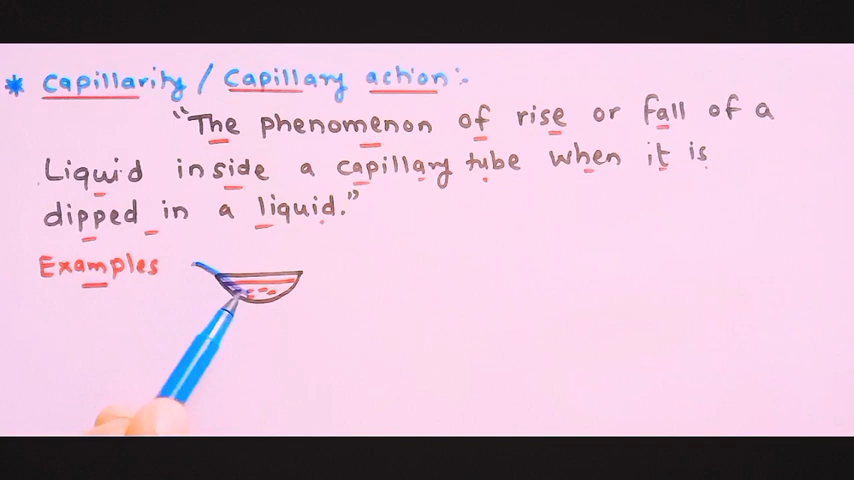 * Capillarity / Capillary action :-
"The phenomenon of rise or fall of a
Liquid inside a capillary tube when it is
dipped in a liquid."
Examples